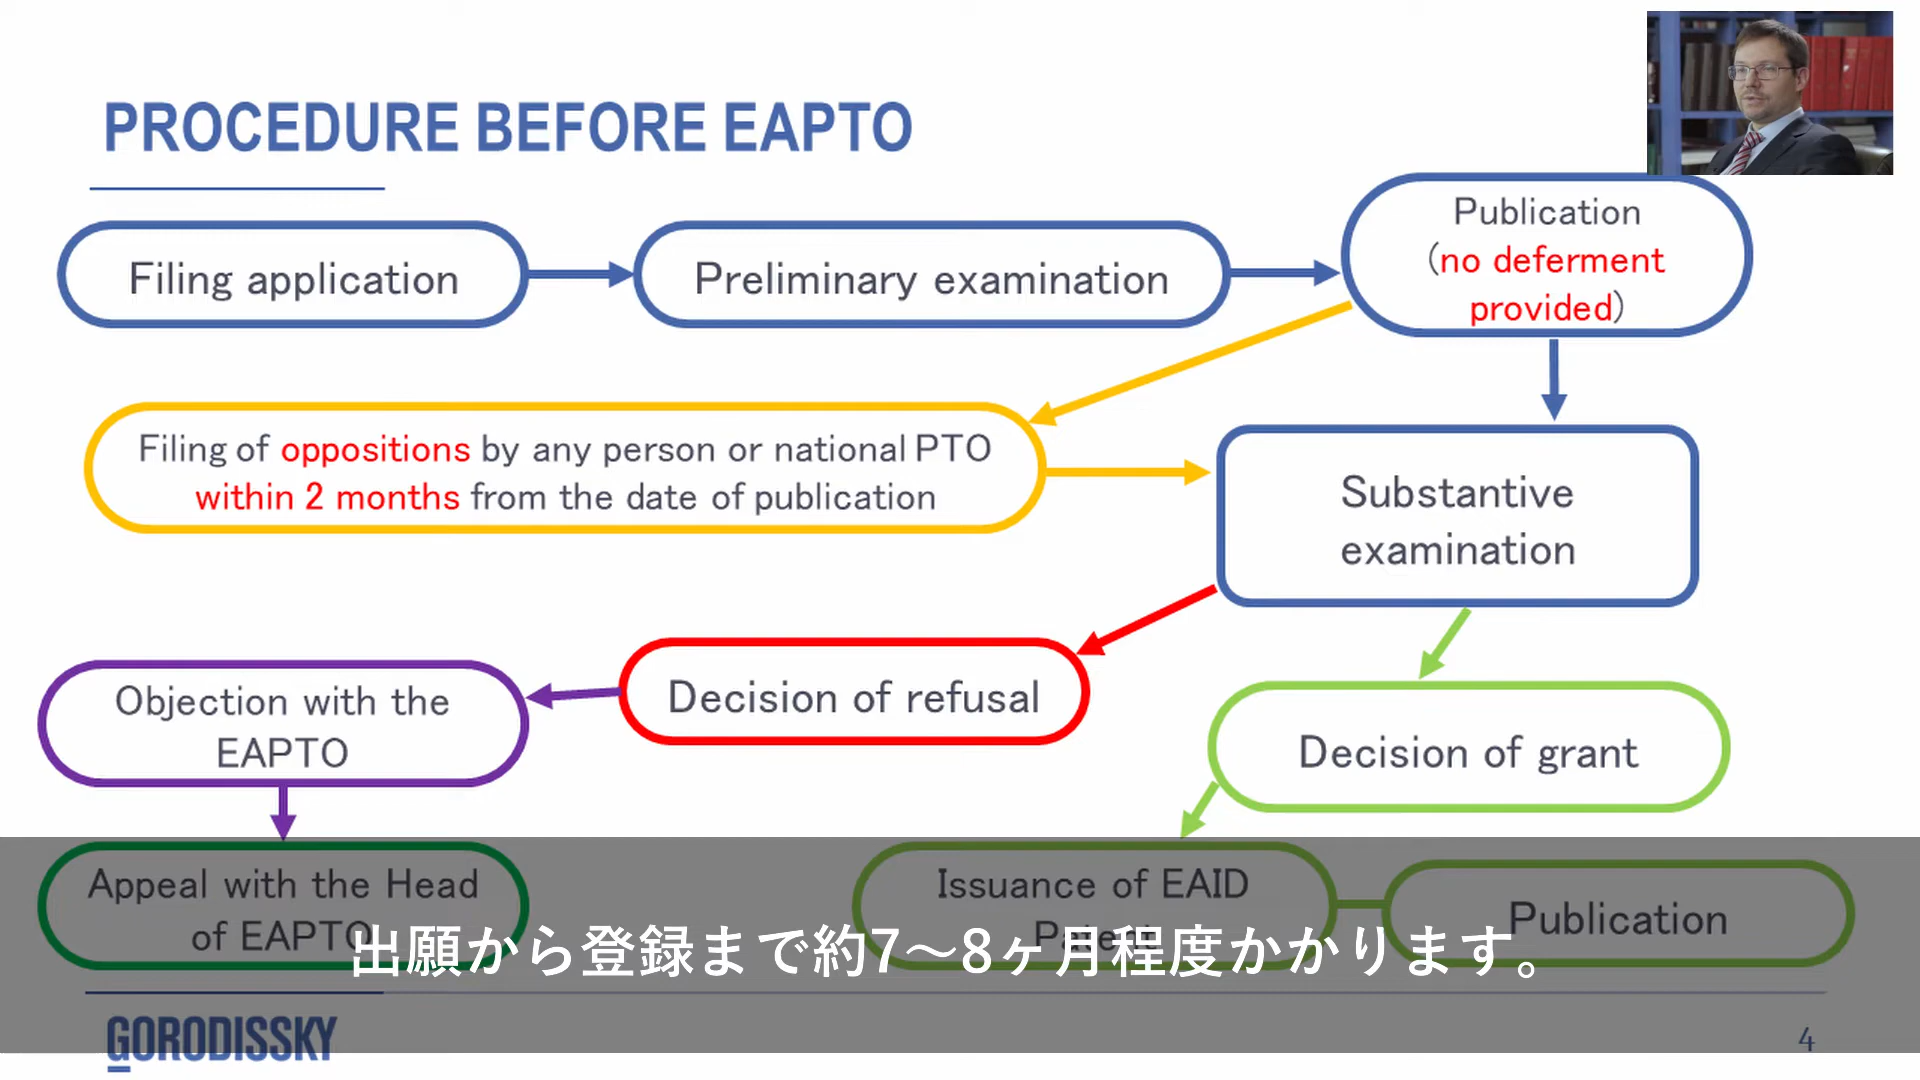 PROCEDURE BEFORE EAPTO
Filing application
Preliminary examination
Publication
(no deferment
provided)
Filing of oppositions by any person or national PTO
within 2 months from the date of publication
Substantive
examination
Decision of refusal
Objection with the
EAPTO
Decision of grant
Appeal with the Head
of EAPTO
Issuance of EAID
Patent
Publication
出願から登録まで約7～8ヶ月程度かかります。
GORODISSKY
4